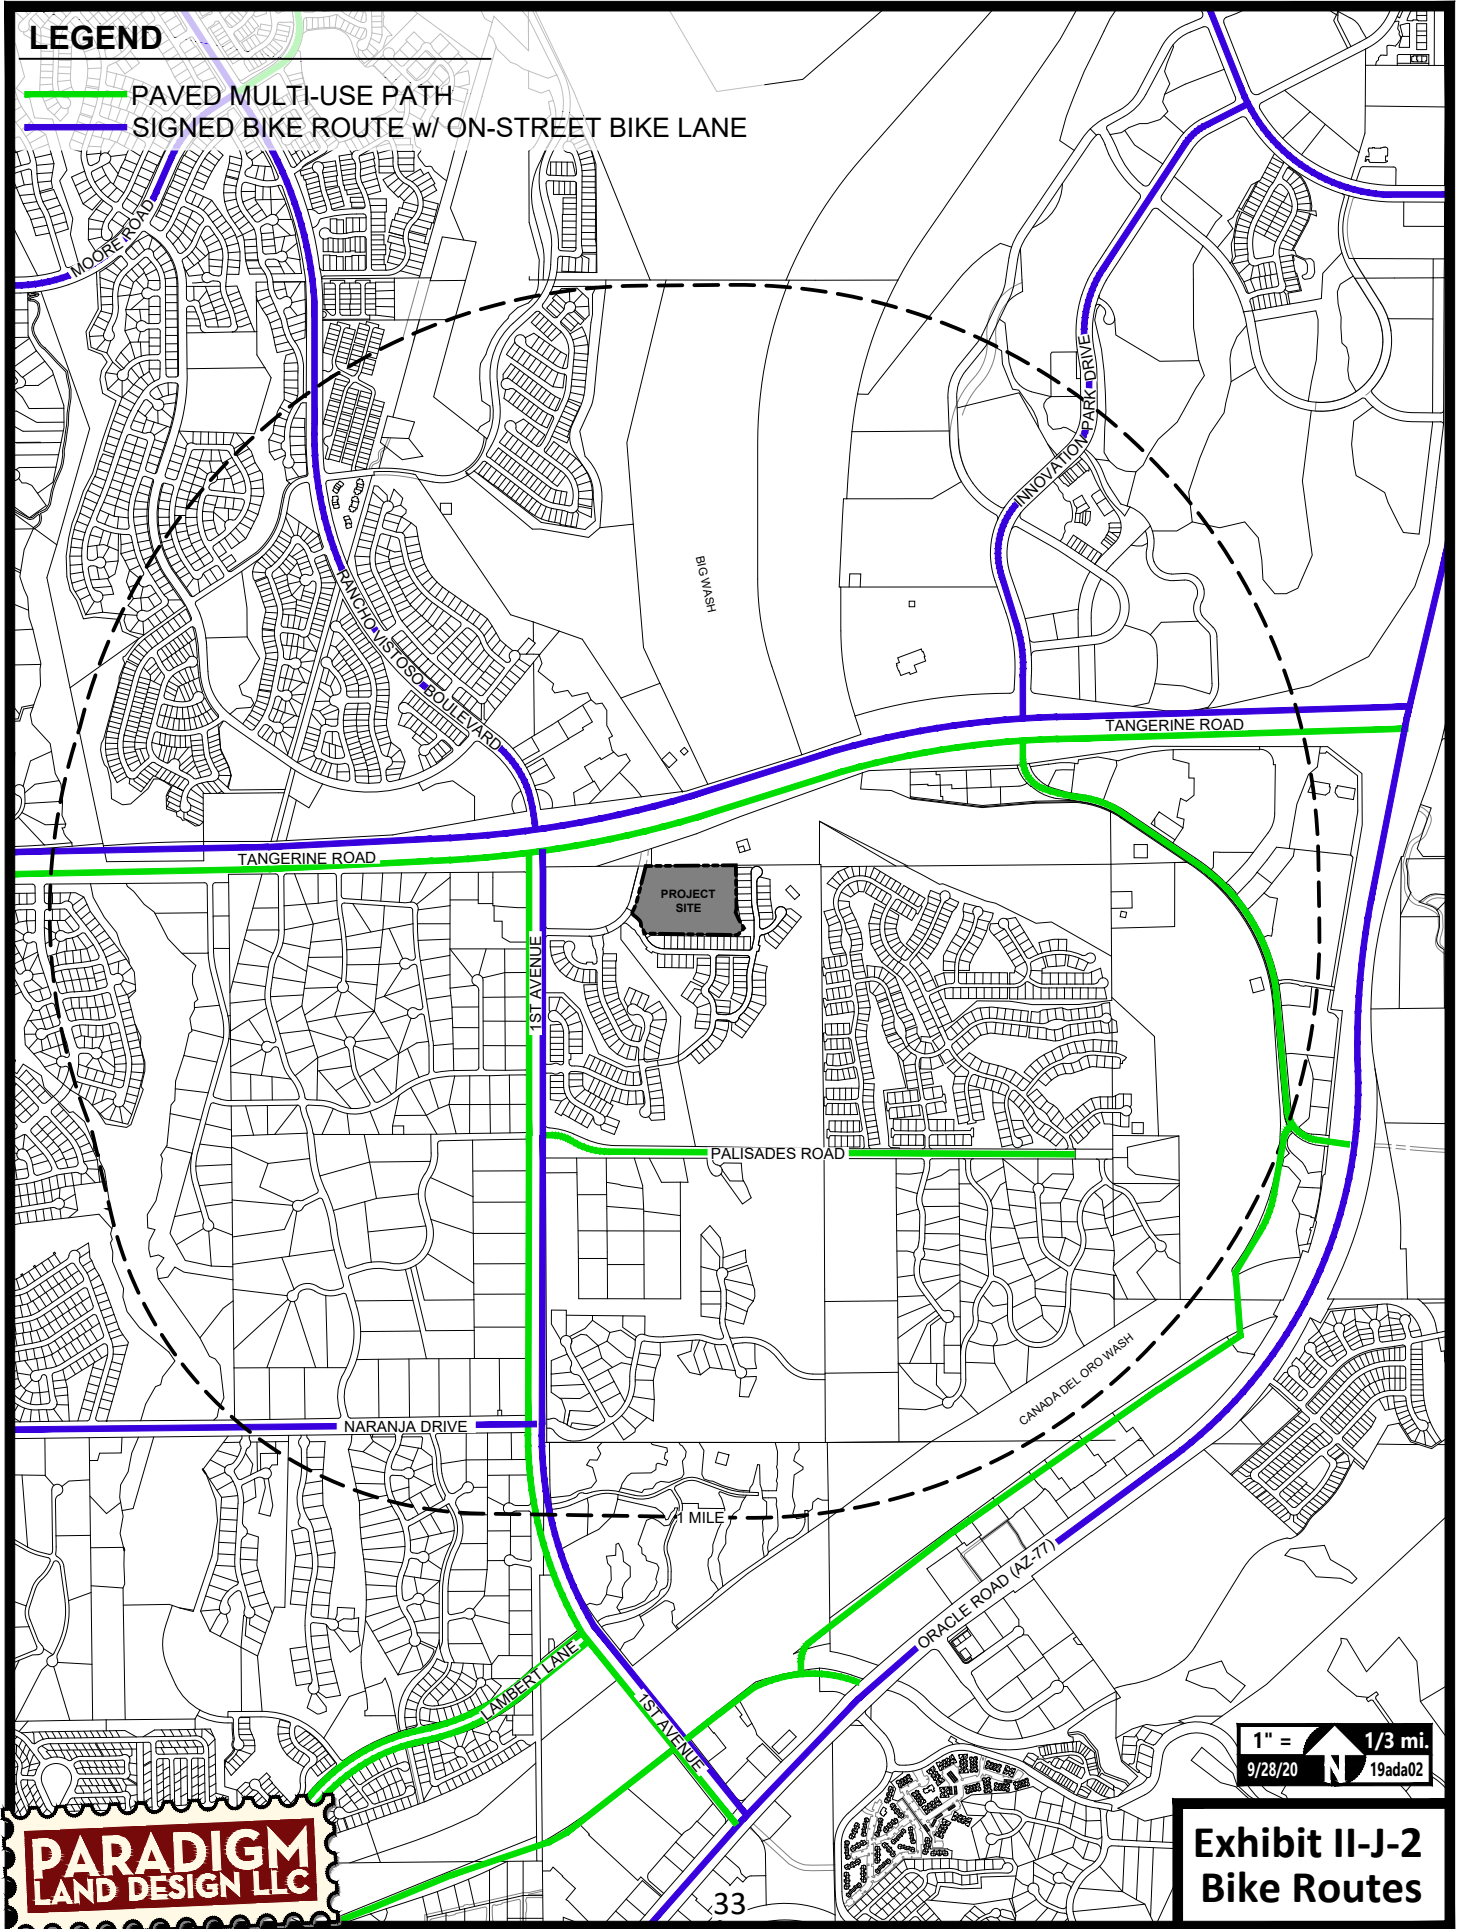 LEGEND
PAVED MULTI-USE PATH
SIGNED BIKE ROUTE w/ ON-STREET BIKE LANE
MOORE ROAD
INNOVATION PARK DRIVE
BIG WASH
RANCHO VISTOSO BOULEVARD
TANGERINE ROAD
TANGERINE ROAD
PROJECT
SITE
1ST AVENUE
PALISADES ROAD
CANADA DEL ORO WASH
NARANJA DRIVE
1 MILE
ORACLE ROAD (AZ-77)
LAMBERT LANE
1ST AVENUE
1" =
1/3 mi.
9/28/20
N
19ada02
PARADIGM
LAND DESIGN LLC
Exhibit II-J-2
Bike Routes
33